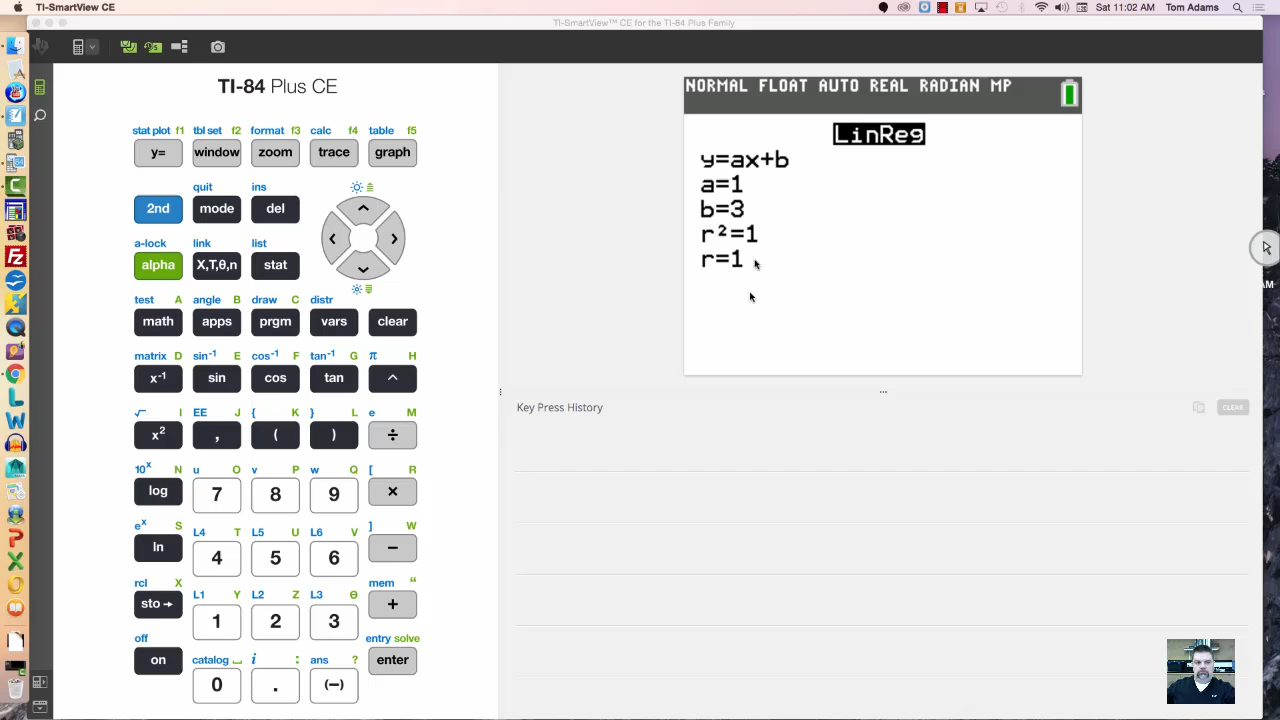 TI-SmartView CE
Sat 11:02 AM Tom Adams
TI-SmartView™ CE for the TI-84 Plus Family
TI-84 Plus CE
stat plot f1 tbl set f2 format f3 calc f4 table f5
y= window zoom trace graph
quit ins
2nd mode del
a-lock link list
alpha X,T,θ,n stat
test A angle B draw C distr
math apps prgm vars clear
matrix D sin-1 E cos-1 F tan-1 G π H
x-1 sin cos tan ^
√ I EE J { K } L e M
x2 , ( ) ÷
10x N u O v P w Q [ R
log 7 8 9 ×
ex S L4 T L5 U L6 V ] W
ln 4 5 6 −
rcl X L1 Y L2 Z L3 θ mem “
sto→ 1 2 3 +
off catalog i : ans ? entry solve
on 0 . (−) enter
NORMAL FLOAT AUTO REAL RADIAN MP
LinReg
y=ax+b
a=1
b=3
r²=1
r=1
Key Press History
CLEAR
AM